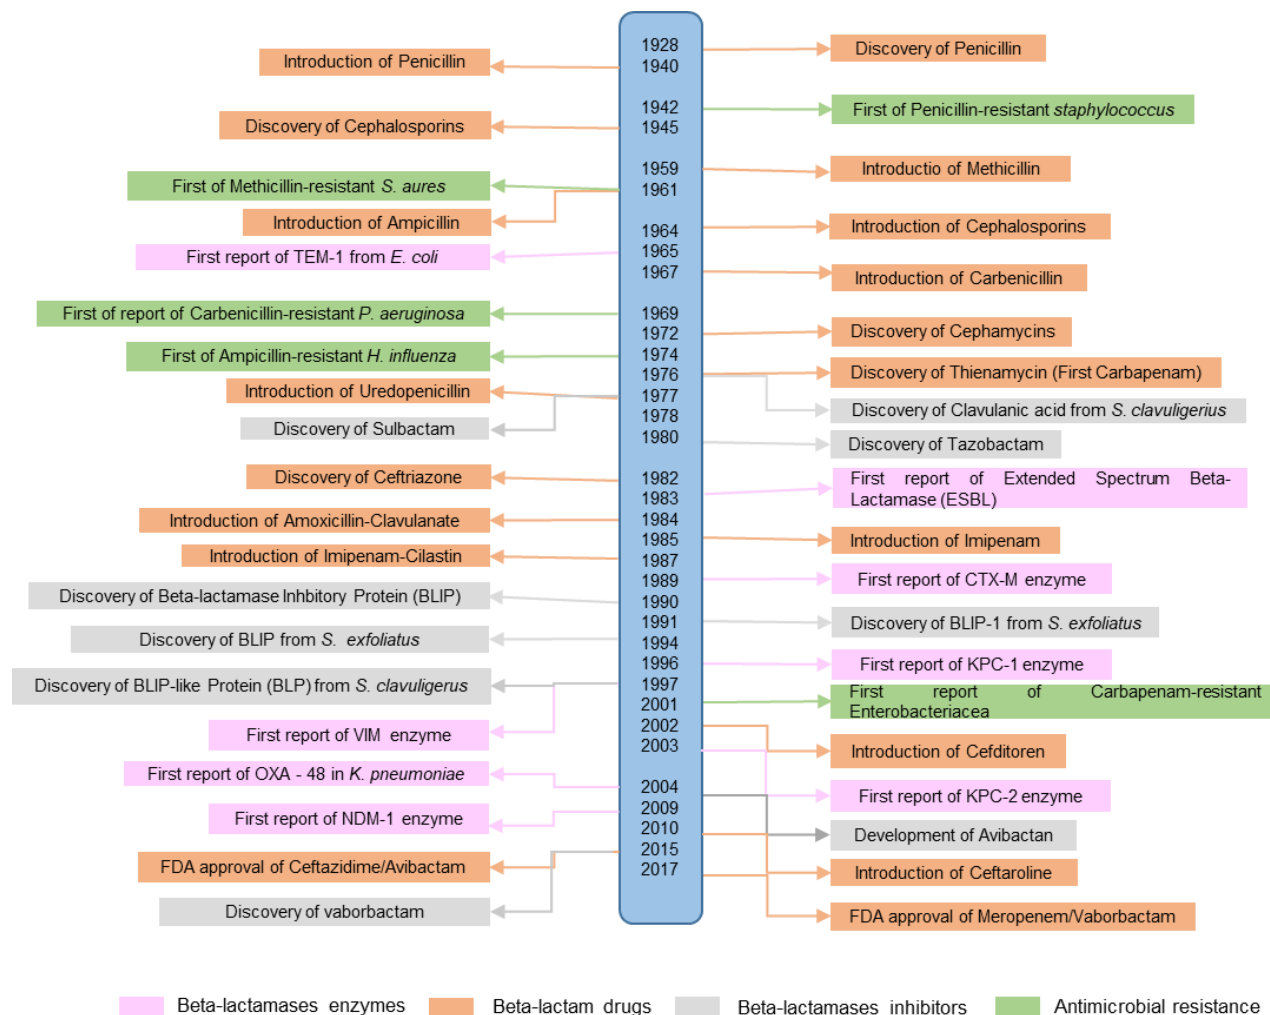 1928
Discovery of Penicillin
Introduction of Penicillin
1940
1942
First of Penicillin-resistant staphylococcus
Discovery of Cephalosporins
1945
1959
Introductio of Methicillin
First of Methicillin-resistant S. aures
1961
Introduction of Ampicillin
1964
Introduction of Cephalosporins
First report of TEM-1 from E. coli
1965
1967
Introduction of Carbenicillin
First of report of Carbenicillin-resistant P. aeruginosa
1969
1972
Discovery of Cephamycins
First of Ampicillin-resistant H. influenza
1974
1976
Discovery of Thienamycin (First Carbapenam)
Introduction of Uredopenicillin
1977
Discovery of Clavulanic acid from S. clavuligerius
Discovery of Sulbactam
1978
1980
Discovery of Tazobactam
Discovery of Ceftriazone
1982
First report of Extended Spectrum Beta-
Lactamase (ESBL)
1983
Introduction of Amoxicillin-Clavulanate
1984
1985
Introduction of Imipenam
Introduction of Imipenam-Cilastin
1987
1989
First report of CTX-M enzyme
Discovery of Beta-lactamase Inhbitory Protein (BLIP)
1990
1991
Discovery of BLIP-1 from S. exfoliatus
Discovery of BLIP from S. exfoliatus
1994
1996
First report of KPC-1 enzyme
Discovery of BLIP-like Protein (BLP) from S. clavuligerus
1997
2001
First report of Carbapenam-resistant
Enterobacteriacea
First report of VIM enzyme
2002
2003
Introduction of Cefditoren
First report of OXA - 48 in K. pneumoniae
2004
First report of KPC-2 enzyme
First report of NDM-1 enzyme
2009
2010
Development of Avibactan
FDA approval of Ceftazidime/Avibactam
2015
2017
Introduction of Ceftaroline
Discovery of vaborbactam
FDA approval of Meropenem/Vaborbactam
Beta-lactamases enzymes
Beta-lactam drugs
Beta-lactamases inhibitors
Antimicrobial resistance